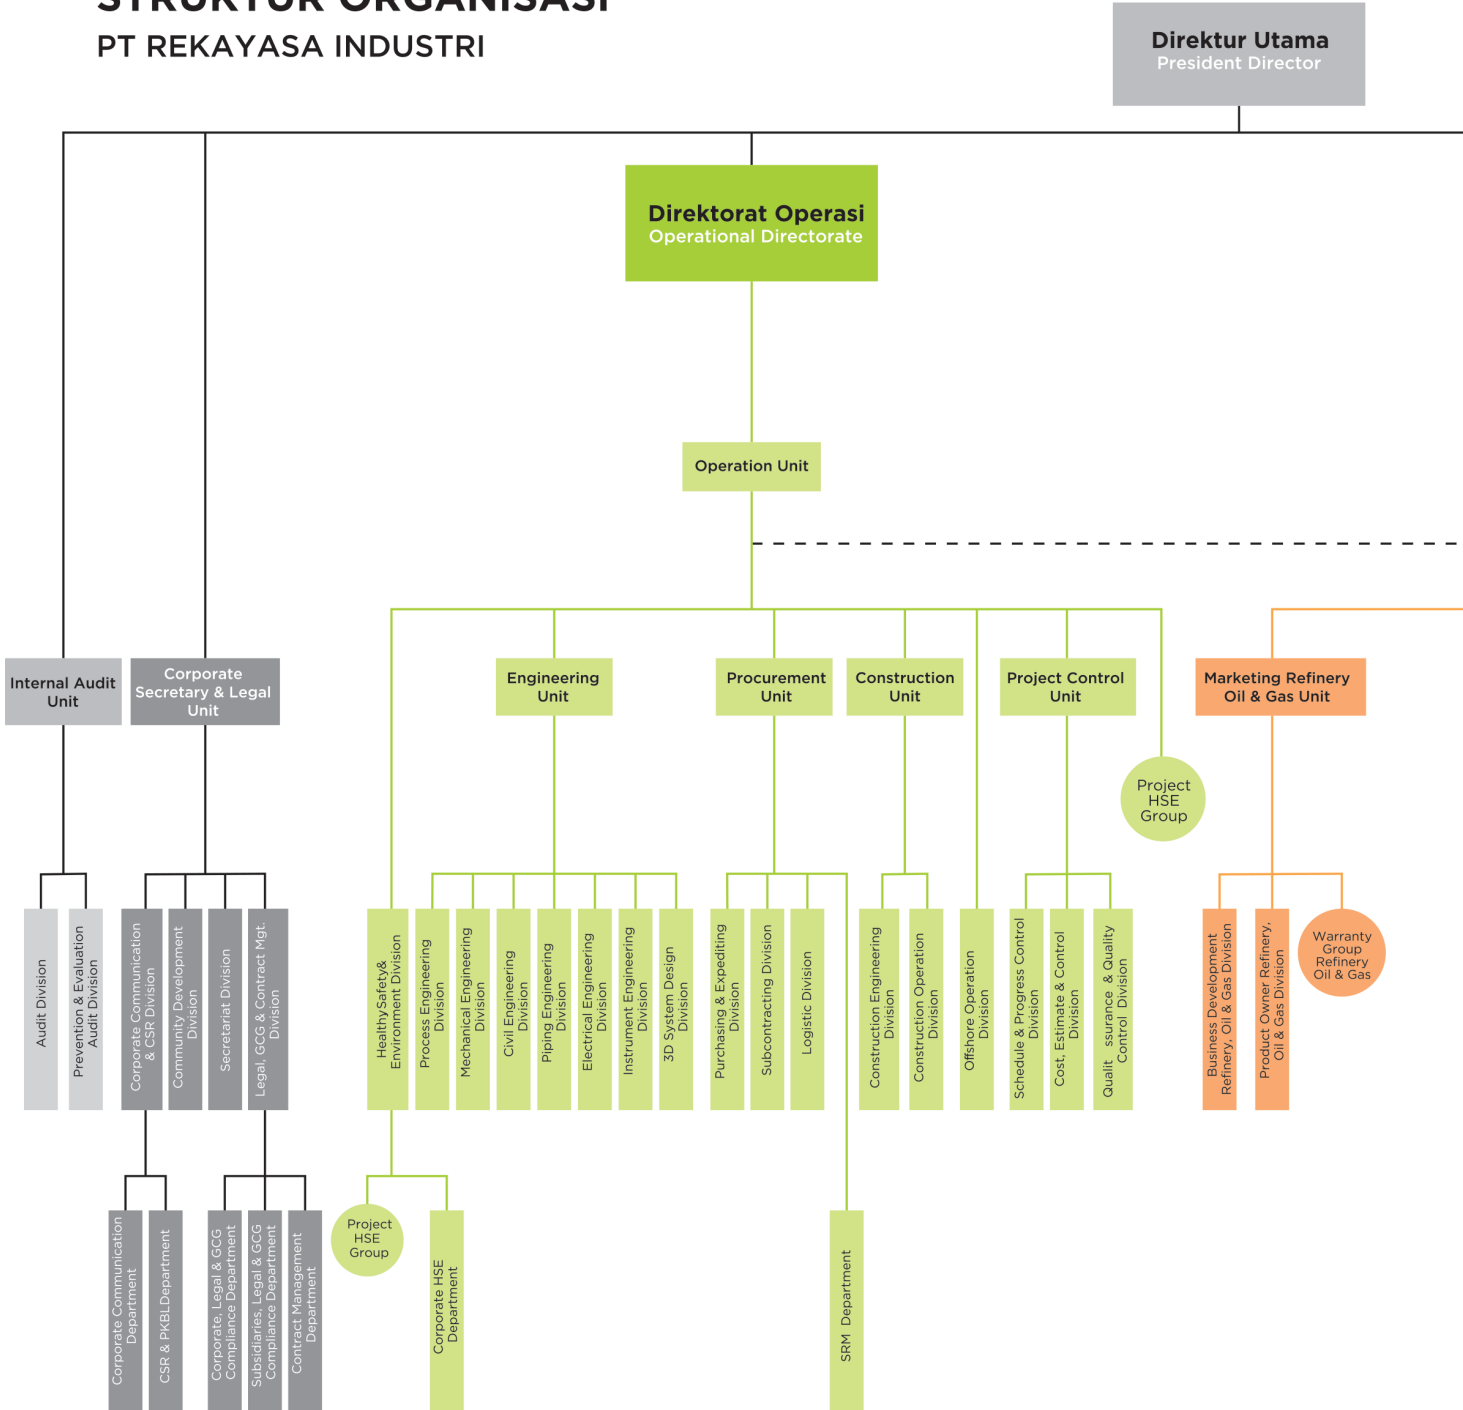 STRUKTUR ORGANISASI
PT REKAYASA INDUSTRI
Direktur Utama
President Director
Direktorat Operasi
Operational Directorate
Operation Unit
Internal Audit
Unit
Corporate
Secretary & Legal
Unit
Engineering
Unit
Procurement
Unit
Construction
Unit
Project Control
Unit
Marketing Refinery
Oil & Gas Unit
Project
HSE
Group
Audit Division
Prevention & Evaluation
Audit Division
Corporate Communication
& CSR Division
Community Development
Division
Secretariat Division
Legal, GCG & Contract Mgt.
Division
Healthy Safety&
Environment Division
Process Engineering
Division
Mechanical Engineering
Division
Civil Engineering
Division
Piping Engineering
Division
Electrical Engineering
Division
Instrument Engineering
Division
3D System Design
Division
Purchasing & Expediting
Division
Subcontracting Division
Logistic Division
Construction Engineering
Division
Construction Operation
Division
Offshore Operation
Division
Schedule & Progress Control
Division
Cost, Estimate & Control
Division
Qualit ssurance & Quality
Control Division
Business Development
Refinery, Oil & Gas Division
Product Owner Refinery,
Oil & Gas Division
Warranty
Group
Refinery
Oil & Gas
Corporate Communication
Department
CSR & PKBLDepartment
Corporate, Legal & GCG
Compliance Department
Subsidiaries, Legal & GCG
Compliance Department
Contract Management
Department
Project
HSE
Group
Corporate HSE
Department
SRM Department